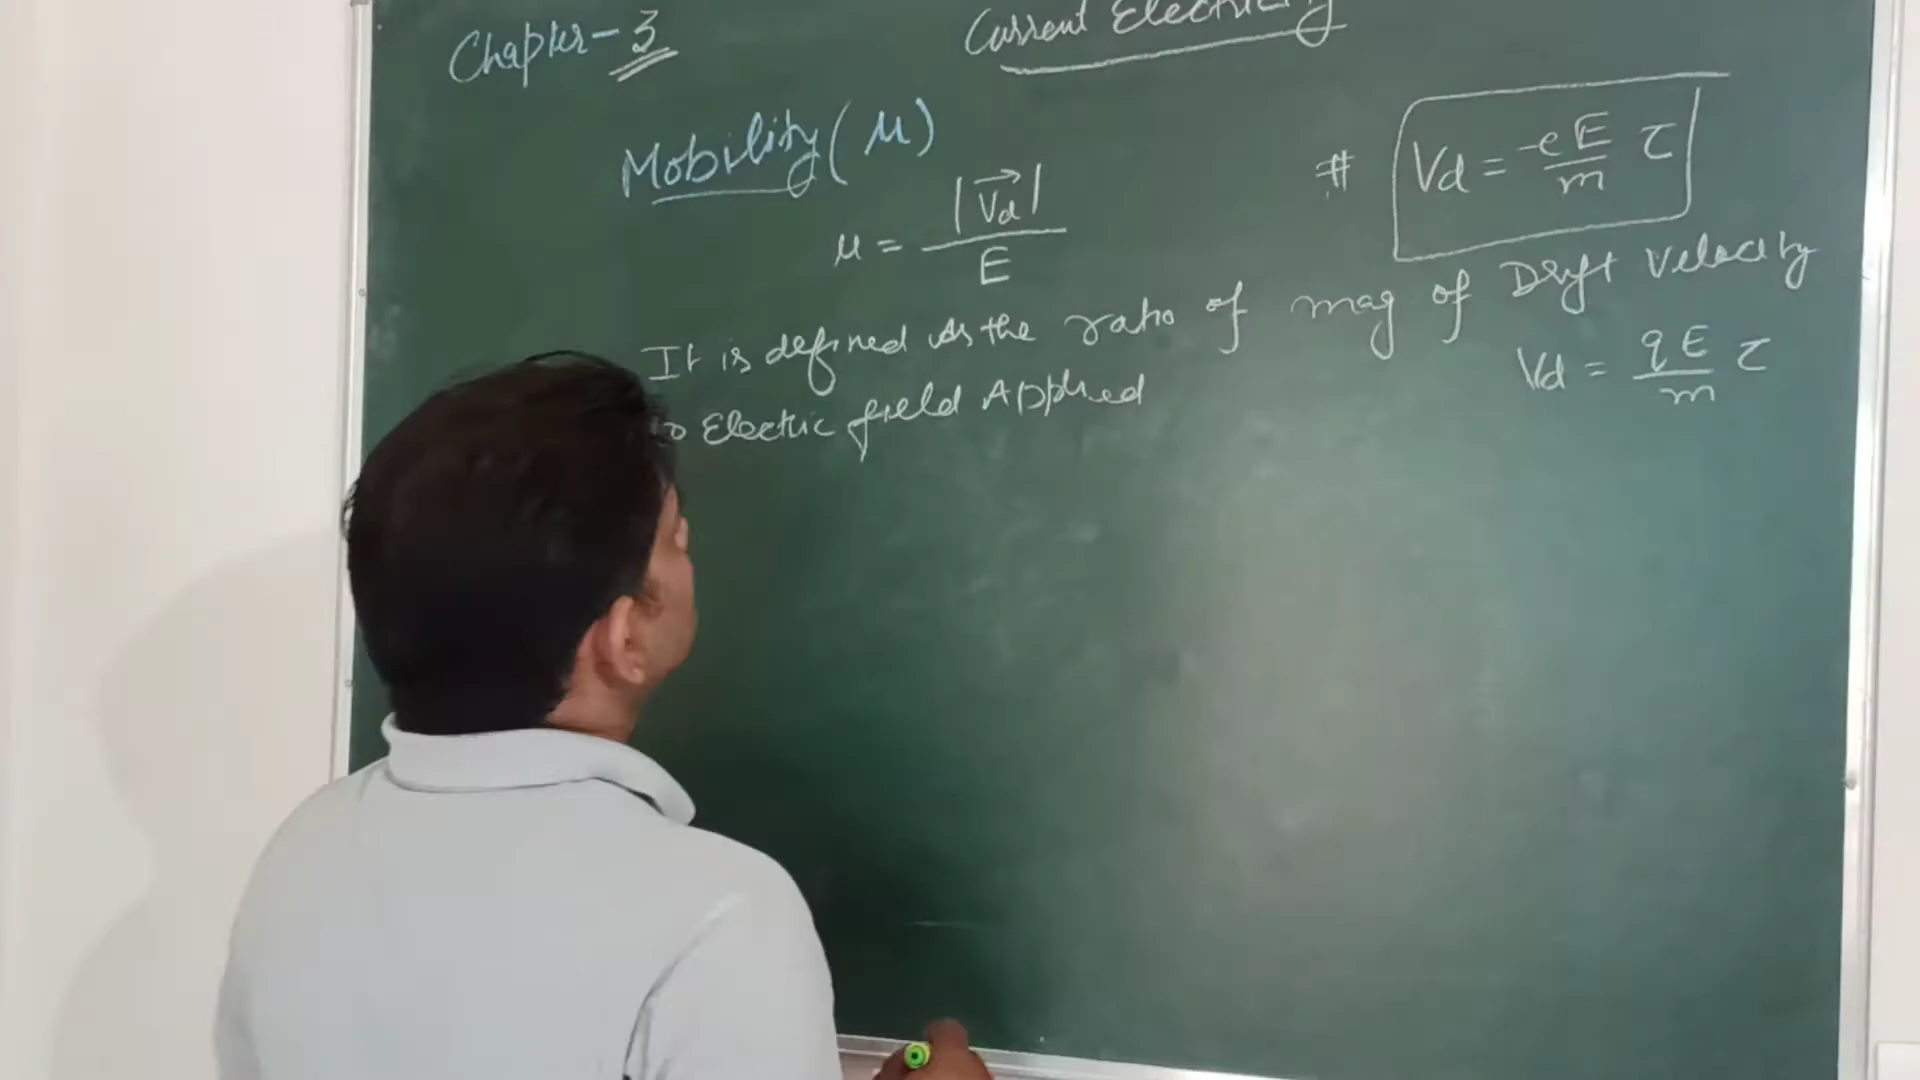 Chapter-3
Current Electricity
Mobility (μ)
μ = |V⃗d| / E
# Vd = -eE/m τ
It is defined as the ratio of mag of Drift Velocity
to Electric field Applied
Vd = qE/m τ